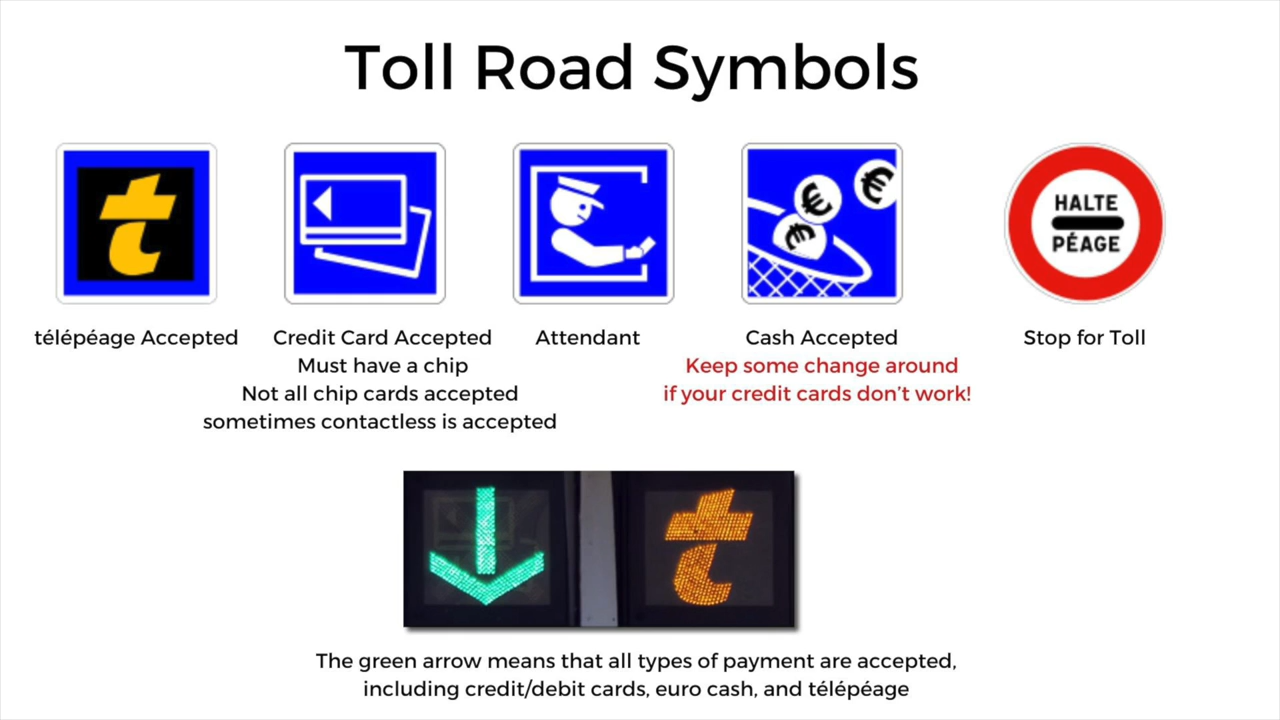 Toll Road Symbols
t
HALTE
PÉAGE
télépéage Accepted
Credit Card Accepted
Must have a chip
Not all chip cards accepted
sometimes contactless is accepted
Attendant
Cash Accepted
Keep some change around
if your credit cards don’t work!
Stop for Toll
t
The green arrow means that all types of payment are accepted,
including credit/debit cards, euro cash, and télépéage